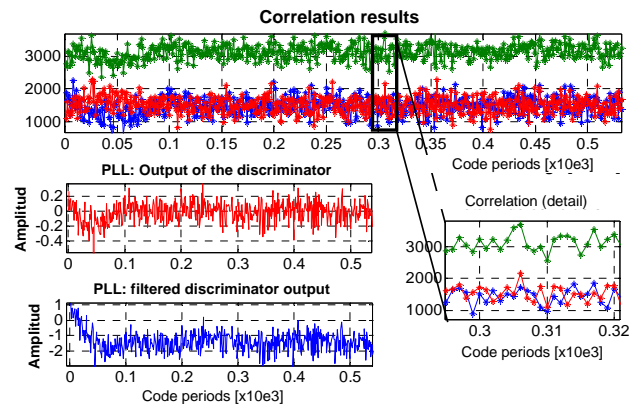 Correlation results
3000
2000
1000
0 0.05 0.1 0.15 0.2 0.25 0.3 0.35 0.4 0.45 0.5
Code periods [x10e3]
PLL: Output of the discriminator
Amplitud
0.2
0
-0.2
-0.4
0 0.1 0.2 0.3 0.4 0.5
Correlation (detail)
3000
2000
1000
0.3 0.31 0.32
Code periods [x10e3]
PLL: filtered discriminator output
Amplitud
1
0
-1
-2
0 0.1 0.2 0.3 0.4 0.5
Code periods [x10e3]